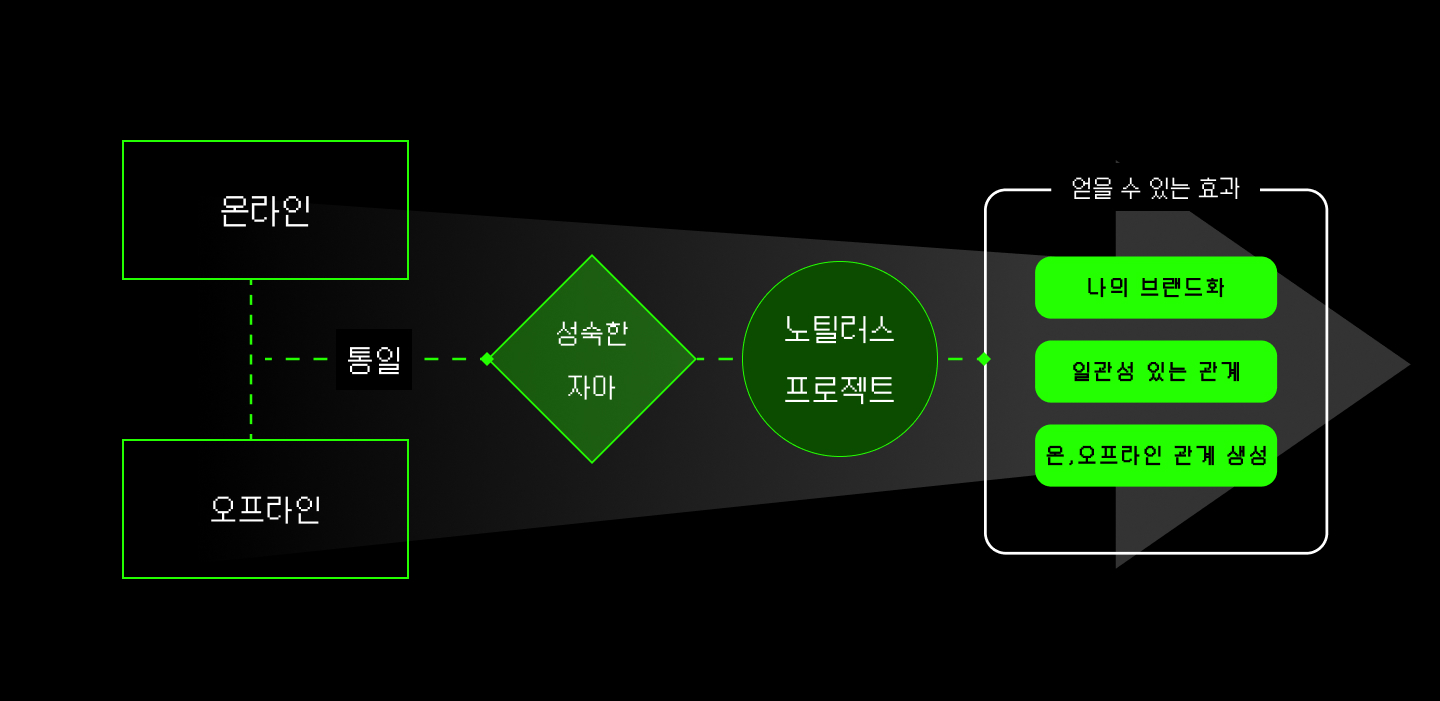 온라인
통일
오프라인
성숙한
자마
노틸러스
프로젝트
얻을 수 있는 효과
나의 브랜드화
일관성 있는 관계
온,오프라인 관계 생성